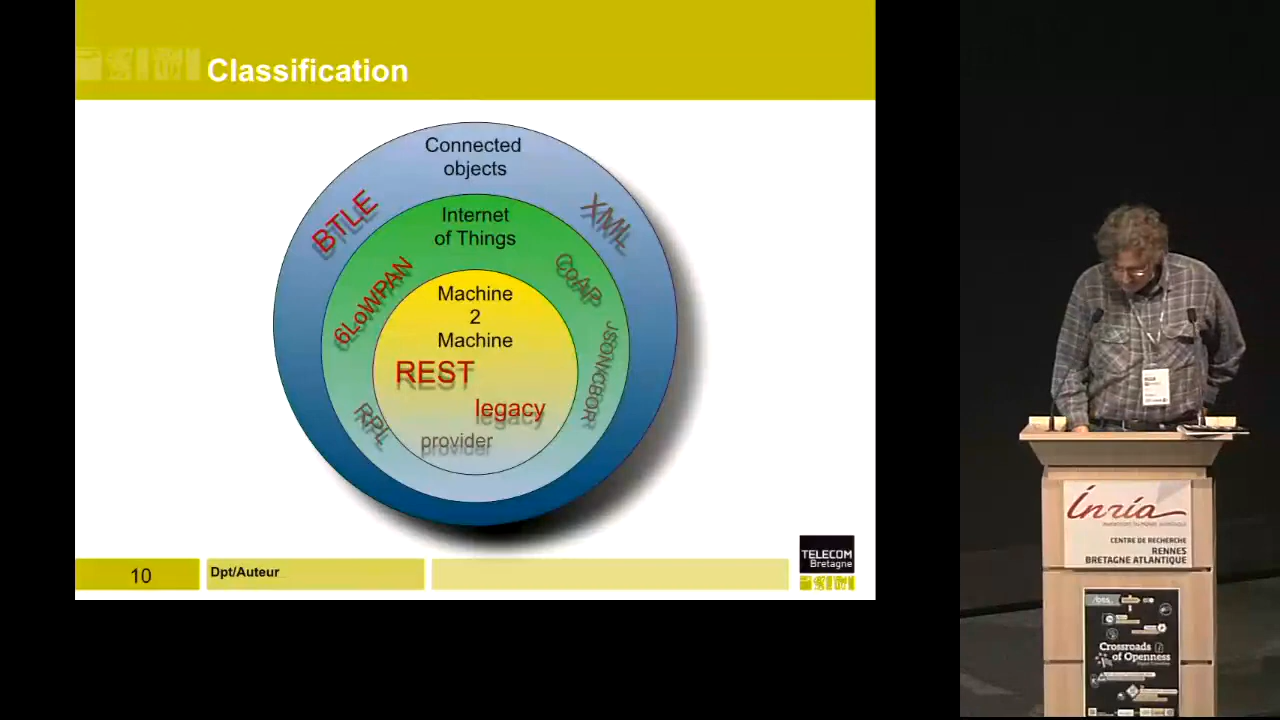 Classification
Connected
objects
BTLE
XML
Internet
of Things
6LoWPAN
CoAP
JSON/CBOR
RPL
Machine
2
Machine
REST
legacy
provider
10
Dpt/Auteur
TELECOM
Bretagne
Inria
CENTRE DE RECHERCHE
RENNES
BRETAGNE ATLANTIQUE
Crossroads
of Openness